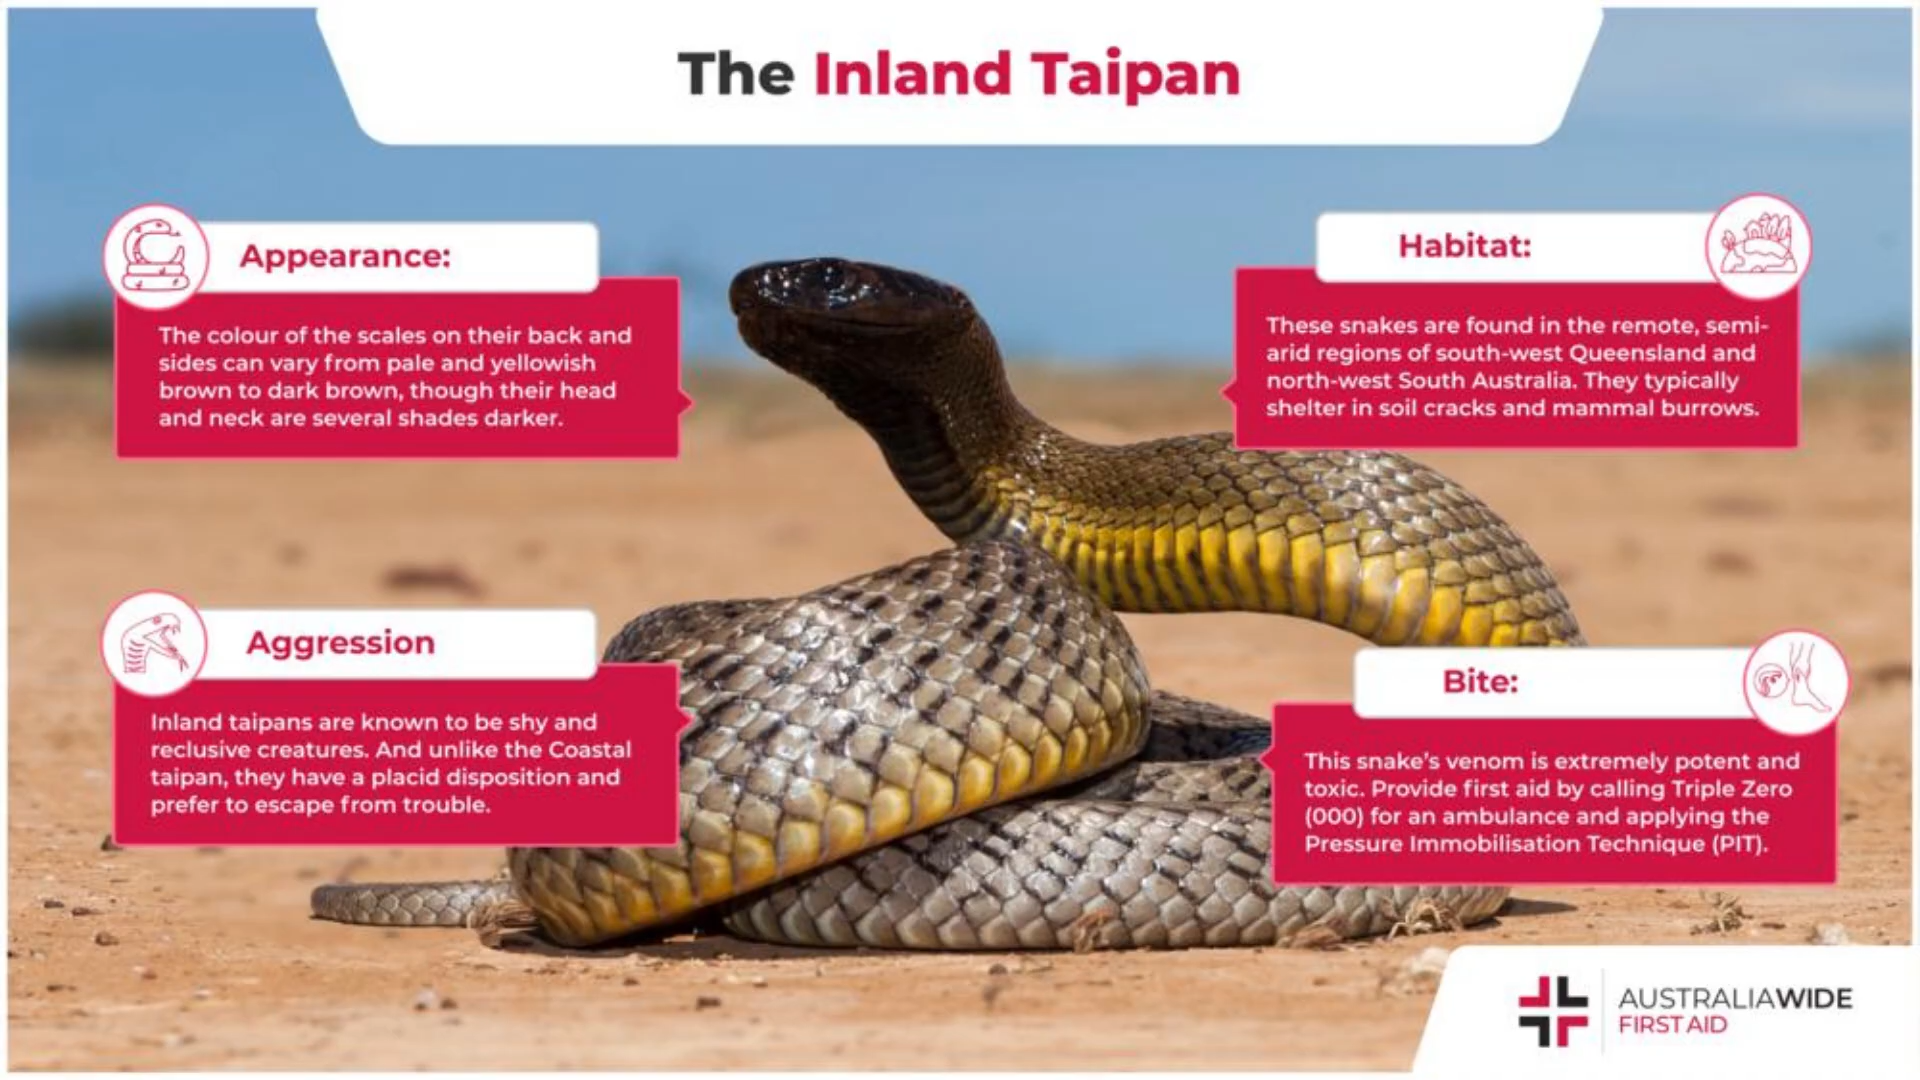 The Inland Taipan
Appearance:
The colour of the scales on their back and
sides can vary from pale and yellowish
brown to dark brown, though their head
and neck are several shades darker.
Habitat:
These snakes are found in the remote, semi-
arid regions of south-west Queensland and
north-west South Australia. They typically
shelter in soil cracks and mammal burrows.
Aggression
Inland taipans are known to be shy and
reclusive creatures. And unlike the Coastal
taipan, they have a placid disposition and
prefer to escape from trouble.
Bite:
This snake's venom is extremely potent and
toxic. Provide first aid by calling Triple Zero
(000) for an ambulance and applying the
Pressure Immobilisation Technique (PIT).
AUSTRALIAWIDE
FIRST AID